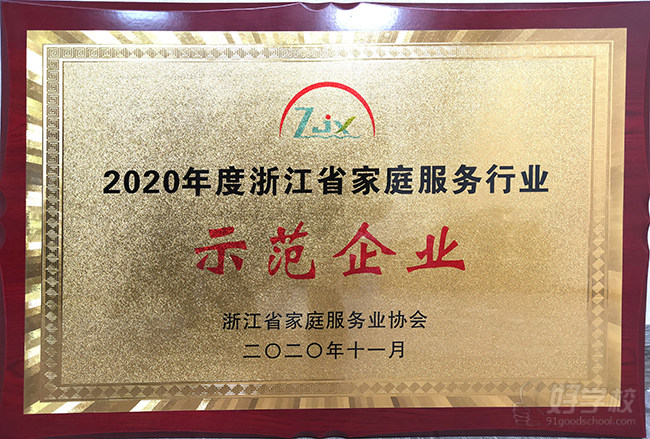 Zjx
2020年度浙江省家庭服务行业
示范企业
浙江省家庭服务业协会
二〇二〇年十一月
好学校
91goodschool.com